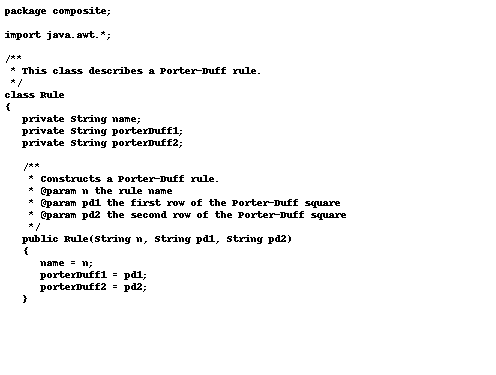 package composite;

import java.awt.*;

/**
 * This class describes a Porter-Duff rule.
 */
class Rule
{
   private String name;
   private String porterDuff1;
   private String porterDuff2;

   /**
    * Constructs a Porter-Duff rule.
    * @param n the rule name
    * @param pd1 the first row of the Porter-Duff square
    * @param pd2 the second row of the Porter-Duff square
    */
   public Rule(String n, String pd1, String pd2)
   {
      name = n;
      porterDuff1 = pd1;
      porterDuff2 = pd2;
   }